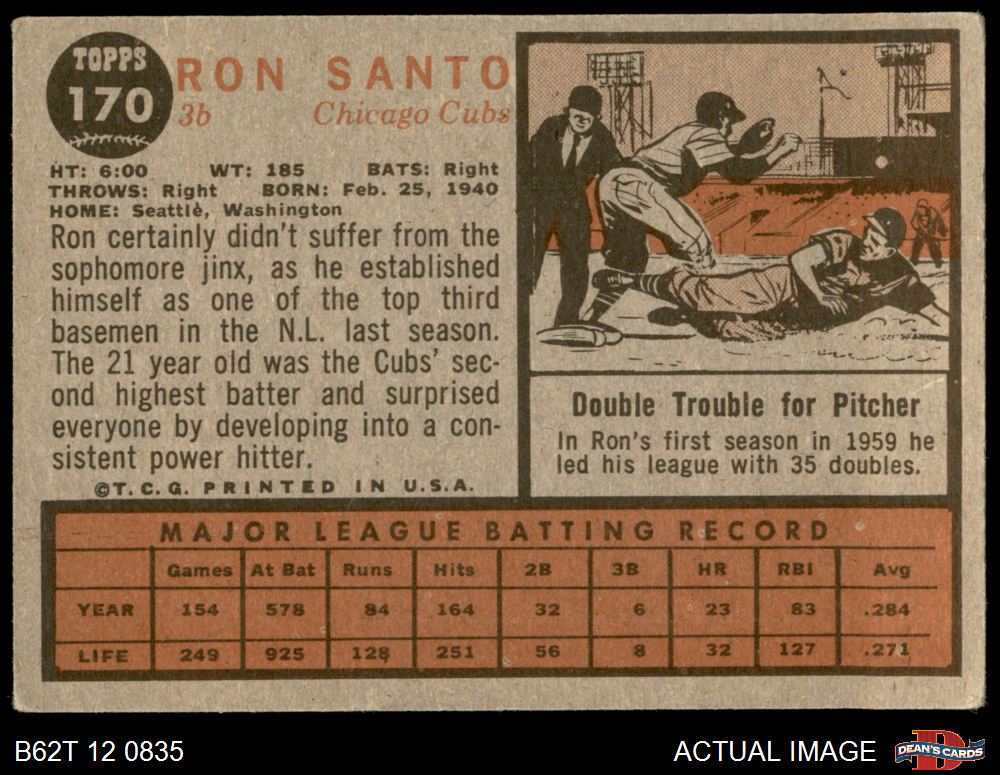 TOPPS
170
RON SANTO
3b Chicago Cubs
HT: 6:00 WT: 185 BATS: Right
THROWS: Right BORN: Feb. 25, 1940
HOME: Seattle, Washington
Ron certainly didn't suffer from the
sophomore jinx, as he established
himself as one of the top third
basemen in the N.L. last season.
The 21 year old was the Cubs' sec-
ond highest batter and surprised
everyone by developing into a con-
sistent power hitter.
©T.C.G. PRINTED IN U.S.A.
Double Trouble for Pitcher
In Ron's first season in 1959 he
led his league with 35 doubles.
MAJOR LEAGUE BATTING RECORD
Games At Bat Runs Hits 2B 3B HR RBI Avg
YEAR 154 578 84 164 32 6 23 83 .284
LIFE 249 925 128 251 56 8 32 127 .271
B62T 12 0835
ACTUAL IMAGE
D
DEAN'S CARDS